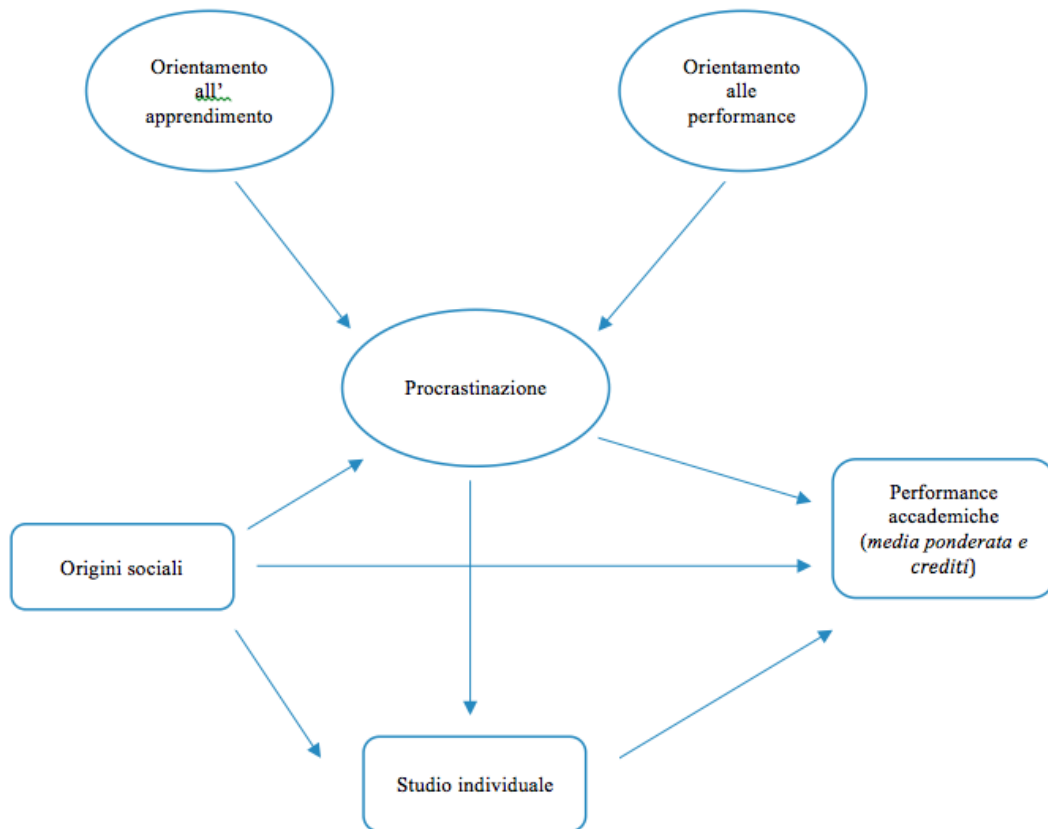 Orientamento
all'
apprendimento
Orientamento
alle
performance
Procrastinazione
Performance
accademiche
(media ponderata e
crediti)
Origini sociali
Studio individuale